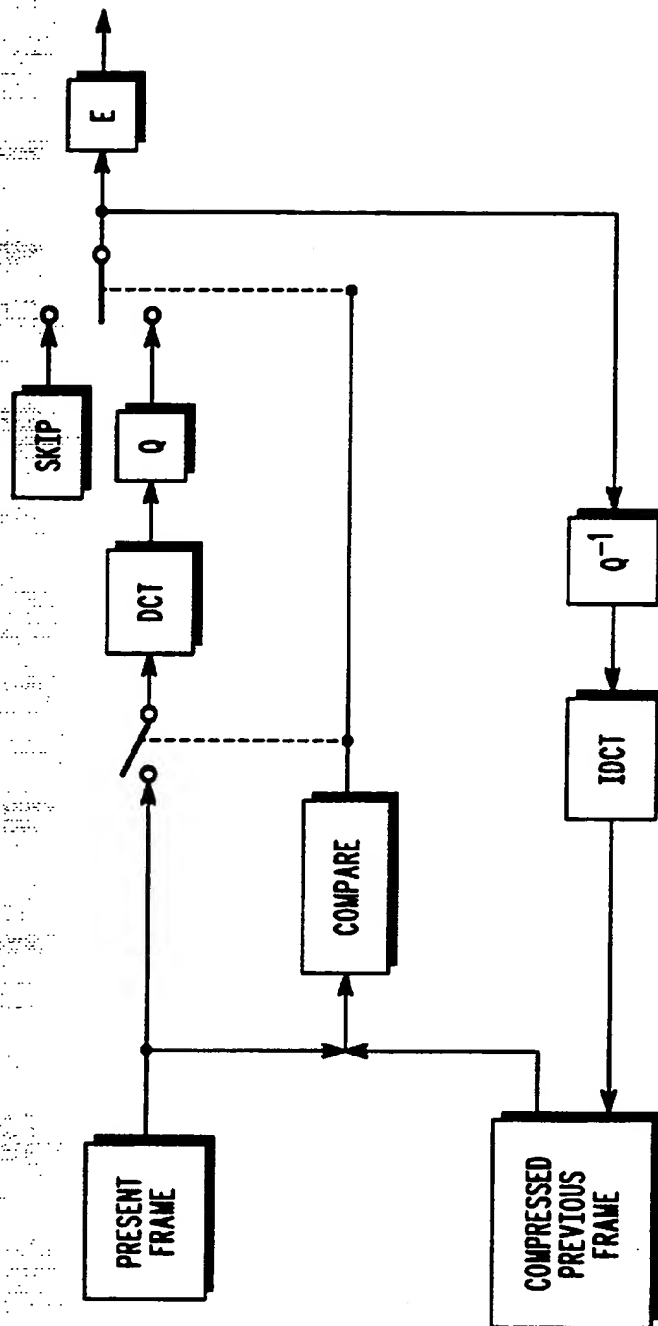 PRESENT
FRAME
COMPRESSED
PREVIOUS
FRAME
COMPARE
DCT
Q
SKIP
E
IDCT
Q⁻¹